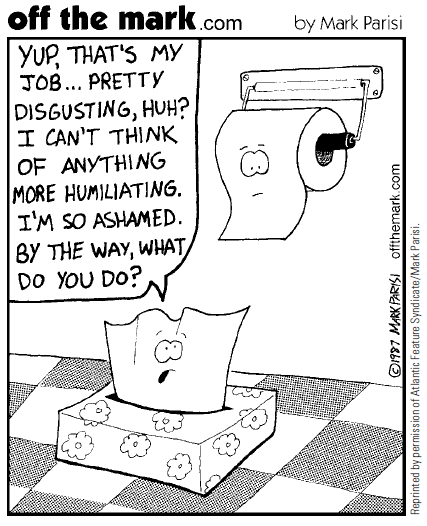 off the mark.com by Mark Parisi
YUP, THAT'S MY
JOB... PRETTY
DISGUSTING, HUH?
I CAN'T THINK
OF ANYTHING
MORE HUMILIATING.
I'M SO ASHAMED.
BY THE WAY, WHAT
DO YOU DO?
©1987 MARK PARISI offthemark.com
Reprinted by permission of Atlantic Feature Syndicate/Mark Parisi.